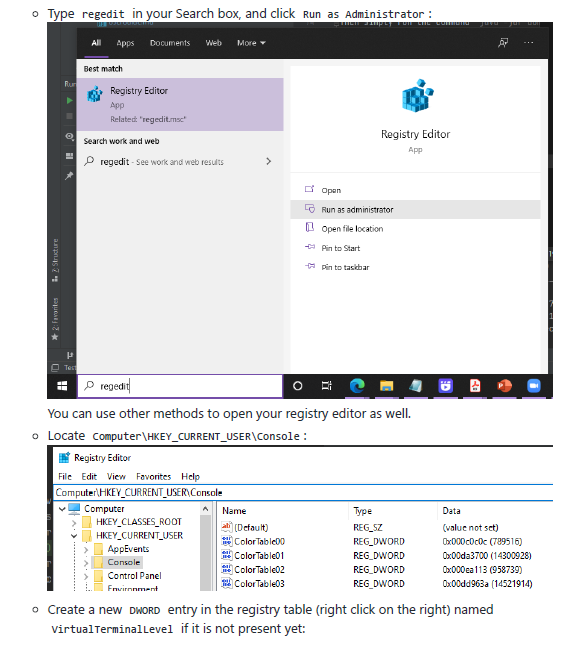 Type regedit in your Search box, and click Run as Administrator :
All Apps Documents Web More
Best match
Registry Editor
App
Related: "regedit.msc"
Search work and web
regedit - See work and web results
Registry Editor
App
Open
Run as administrator
Open file location
Pin to Start
Pin to taskbar
Run
Z: Structure
2: Favorites
Test
regedit
You can use other methods to open your registry editor as well.
Locate Computer\HKEY_CURRENT_USER\Console :
Registry Editor
File Edit View Favorites Help
Computer\HKEY_CURRENT_USER\Console
Computer
HKEY_CLASSES_ROOT
HKEY_CURRENT_USER
AppEvents
Console
Control Panel
Environment
Name Type Data
(Default) REG_SZ (value not set)
ColorTable00 REG_DWORD 0x000c0c0c (789516)
ColorTable01 REG_DWORD 0x00da3700 (14300928)
ColorTable02 REG_DWORD 0x000ea113 (958739)
ColorTable03 REG_DWORD 0x00dd963a (14521914)
Create a new DWORD entry in the registry table (right click on the right) named
VirtualTerminalLevel if it is not present yet: